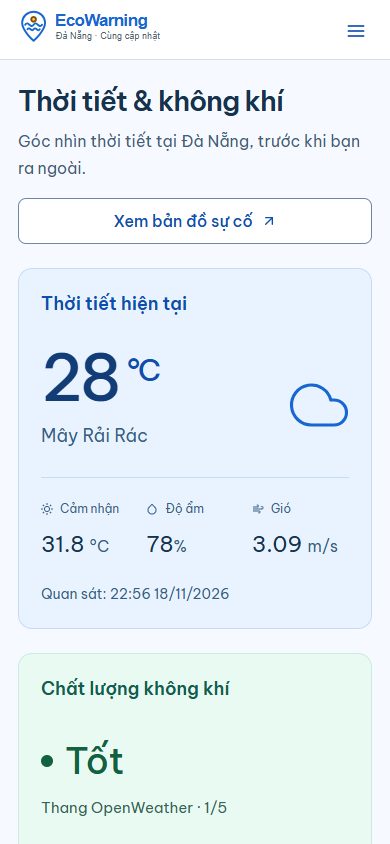 EcoWarning
Đà Nẵng · Cùng cập nhật
Thời tiết & không khí
Góc nhìn thời tiết tại Đà Nẵng, trước khi bạn
ra ngoài.
Xem bản đồ sự cố
Thời tiết hiện tại
28 °C
Mây Rải Rác
Cảm nhận Độ ẩm Gió
31.8 °C 78% 3.09 m/s
Quan sát: 22:56 18/11/2026
Chất lượng không khí
Tốt
Thang OpenWeather · 1/5